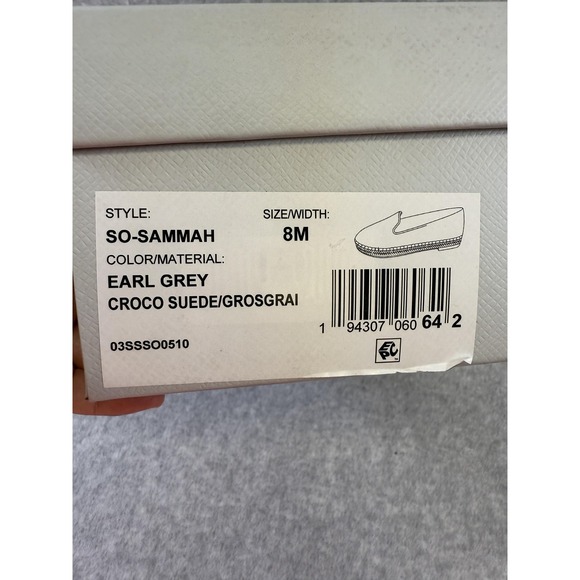 STYLE: SIZE/WIDTH:
SO-SAMMAH 8M
COLOR/MATERIAL:
EARL GREY
CROCO SUEDE/GROSGRAI
1 94307 060 64 2
03SSSO0510